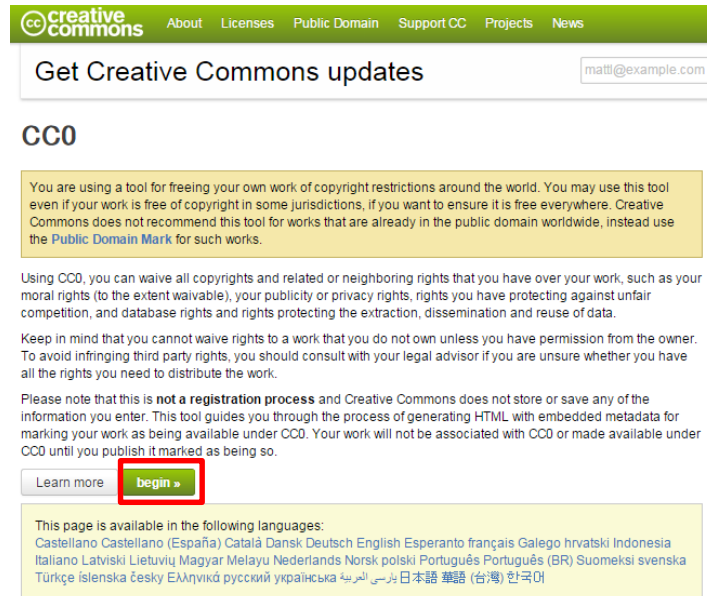 cc creative commons About Licenses Public Domain Support CC Projects News
Get Creative Commons updates mattl@example.com
CC0
You are using a tool for freeing your own work of copyright restrictions around the world. You may use this tool
even if your work is free of copyright in some jurisdictions, if you want to ensure it is free everywhere. Creative
Commons does not recommend this tool for works that are already in the public domain worldwide, instead use
the Public Domain Mark for such works.
Using CC0, you can waive all copyrights and related or neighboring rights that you have over your work, such as your
moral rights (to the extent waivable), your publicity or privacy rights, rights you have protecting against unfair
competition, and database rights and rights protecting the extraction, dissemination and reuse of data.
Keep in mind that you cannot waive rights to a work that you do not own unless you have permission from the owner.
To avoid infringing third party rights, you should consult with your legal advisor if you are unsure whether you have
all the rights you need to distribute the work.
Please note that this is not a registration process and Creative Commons does not store or save any of the
information you enter. This tool guides you through the process of generating HTML with embedded metadata for
marking your work as being available under CC0. Your work will not be associated with CC0 or made available under
CC0 until you publish it marked as being so.
Learn more begin »
This page is available in the following languages:
Castellano Castellano (España) Català Dansk Deutsch English Esperanto français Galego hrvatski Indonesia
Italiano Latviski Lietuvių Magyar Melayu Nederlands Norsk polski Português Português (BR) Suomeksi svenska
Türkçe íslenska česky Ελληνικά русский українська العربية پارسی 日本語 華語 (台灣) 한국어